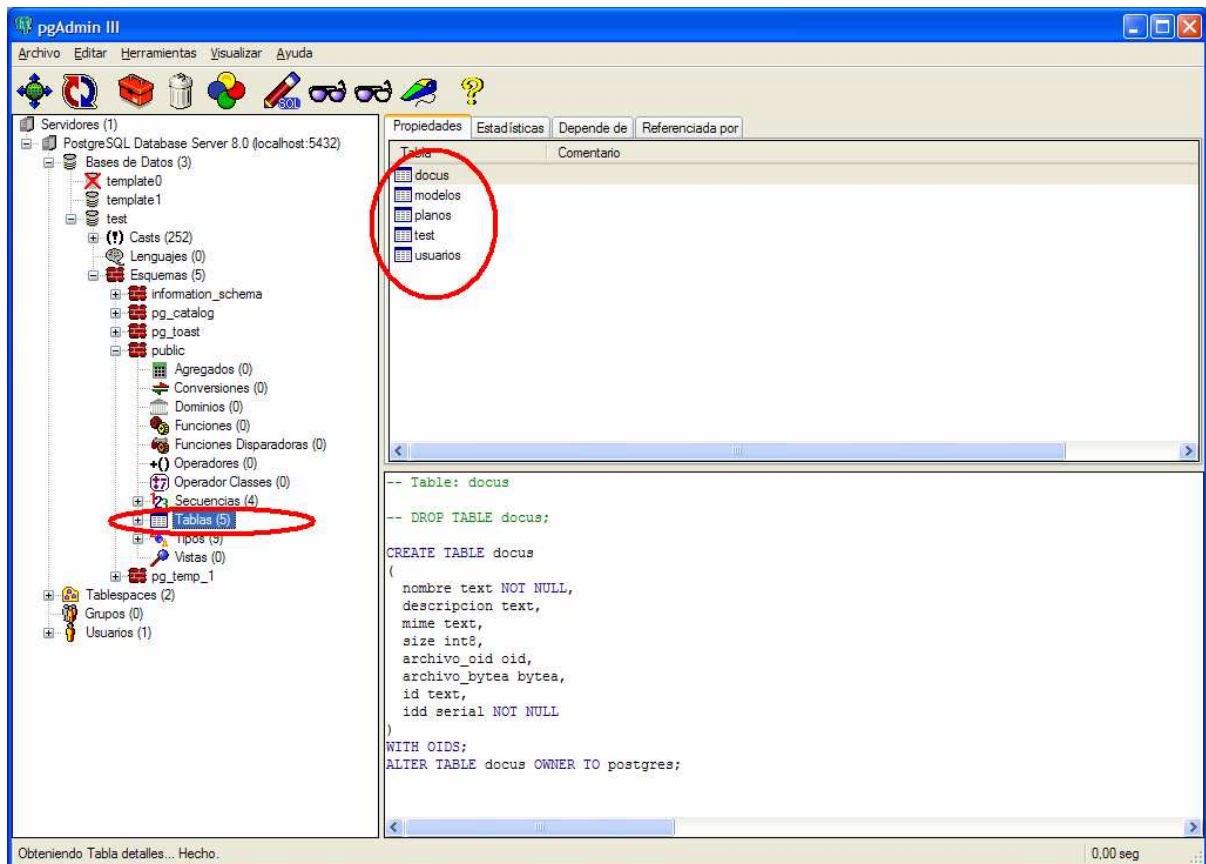 pgAdmin III
Archivo Editar Herramientas Visualizar Ayuda
SQL
Servidores (1)
PostgreSQL Database Server 8.0 (localhost:5432)
Bases de Datos (3)
template0
template1
test
Casts (252)
Lenguajes (0)
Esquemas (5)
information_schema
pg_catalog
pg_toast
public
Agregados (0)
Conversiones (0)
Dominios (0)
Funciones (0)
Funciones Disparadoras (0)
Operadores (0)
Operador Classes (0)
Secuencias (4)
Tablas (5)
Tipos (9)
Vistas (0)
pg_temp_1
Tablespaces (2)
Grupos (0)
Usuarios (1)
Propiedades Estadísticas Depende de Referenciada por
Tabla Comentario
docus
modelos
planos
test
usuarios
-- Table: docus
-- DROP TABLE docus;
CREATE TABLE docus
(
nombre text NOT NULL,
descripcion text,
mime text,
size int8,
archivo_oid oid,
archivo_bytea bytea,
id text,
idd serial NOT NULL
)
WITH OIDS;
ALTER TABLE docus OWNER TO postgres;
Obteniendo Tabla detalles... Hecho. 0,00 seg